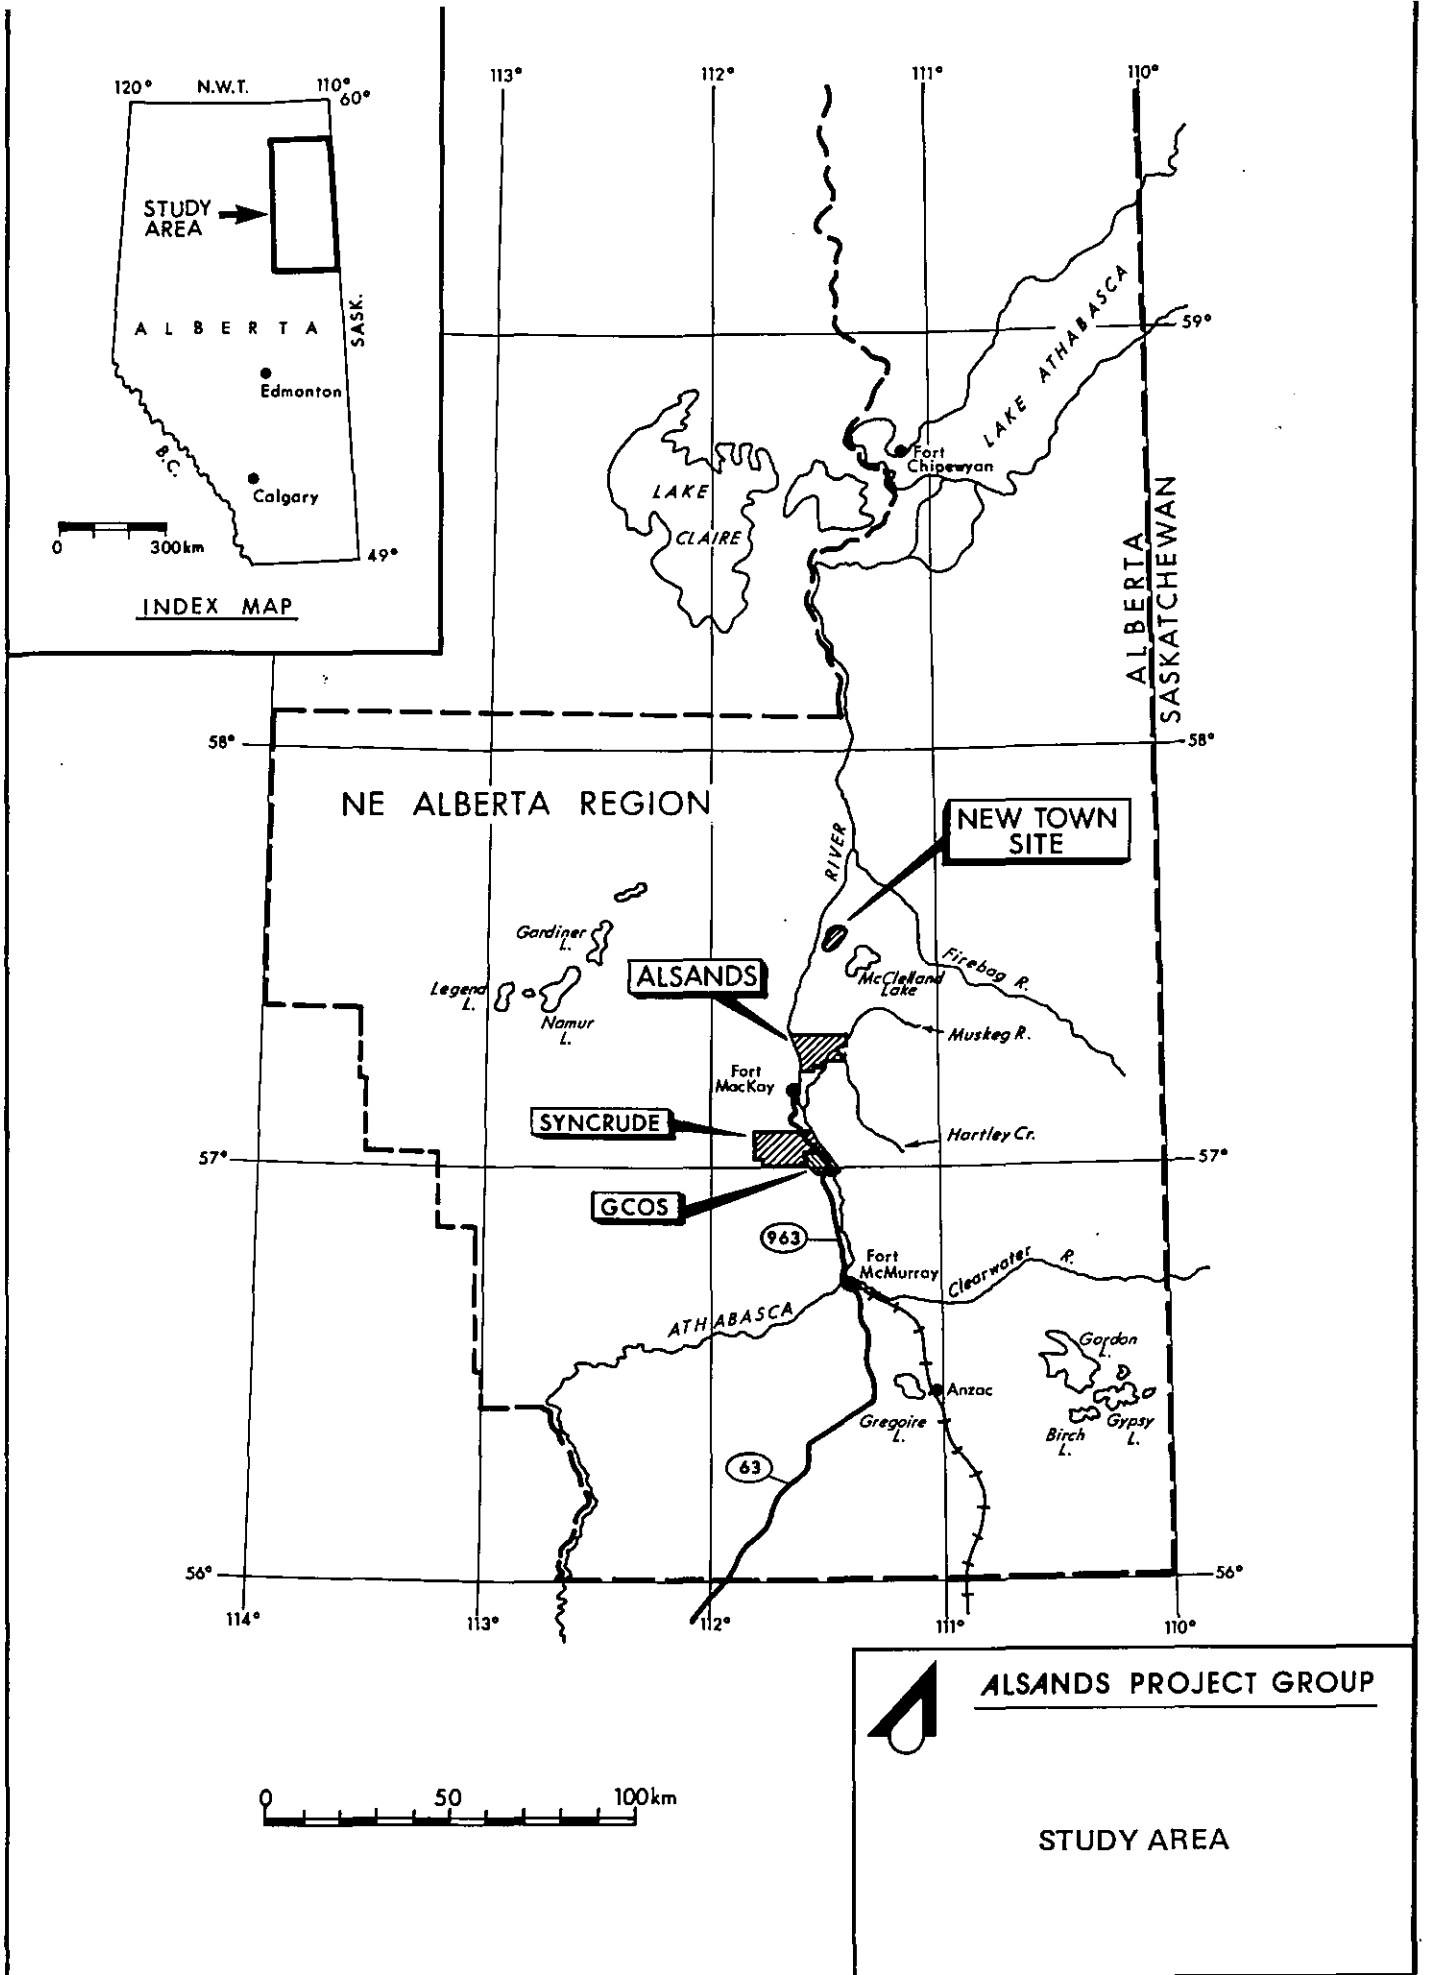 120°
N.W.T.
110°
60°
STUDY
AREA
A L B E R T A
SASK.
Edmonton
B.C.
Calgary
0
300km
49°
INDEX MAP
113°
112°
111°
110°
LAKE ATHABASCA
59°
Fort
Chipewyan
LAKE
CLAIRE
ALBERTA
SASKATCHEWAN
58°
58°
NE ALBERTA REGION
NEW TOWN
SITE
RIVER
Gardiner
L.
Firebag R.
ALSANDS
McClelland
Lake
Legend
L.
Namur
L.
Muskeg R.
Fort
MacKay
SYNCRUDE
Hartley Cr.
57°
57°
GCOS
963
Fort
McMurray
Clearwater R.
ATHABASCA
Gordon
L.
Anzac
Gregoire
L.
Birch
L.
Gypsy
L.
63
56°
56°
114°
113°
112°
111°
110°
ALSANDS PROJECT GROUP
0
50
100km
STUDY AREA